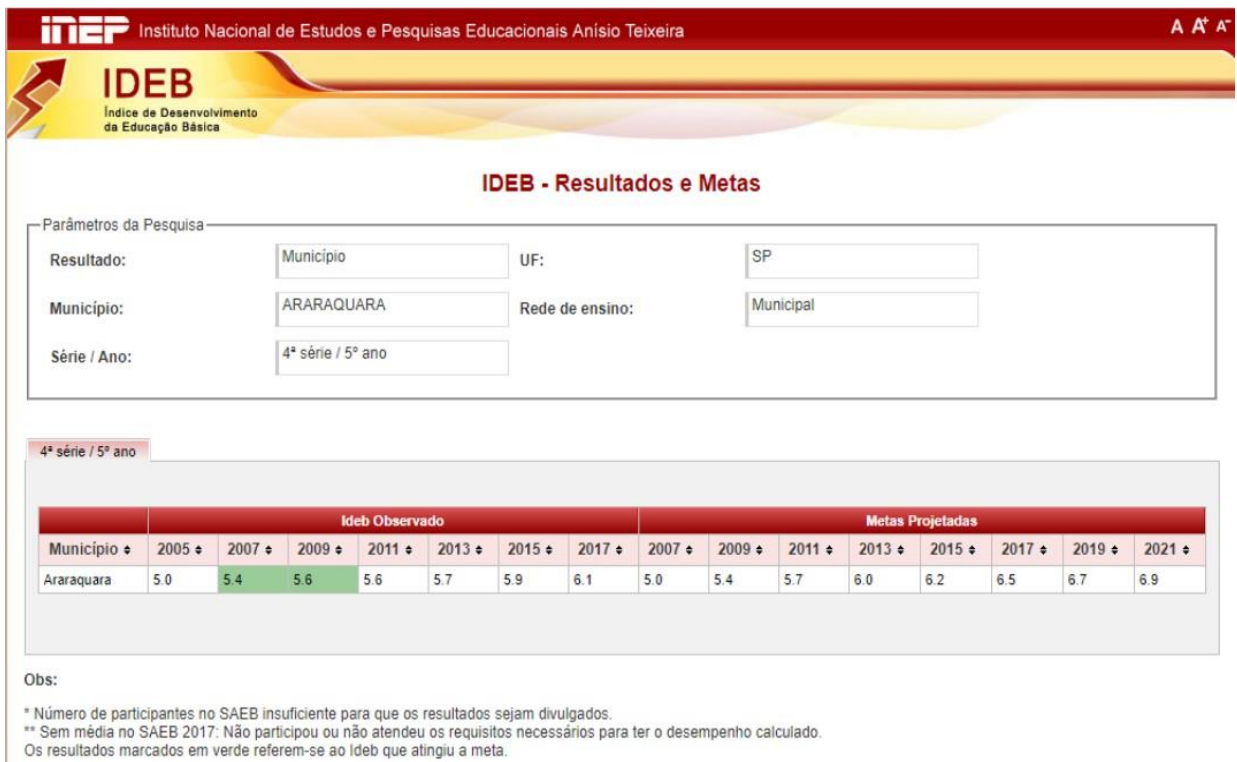 inep Instituto Nacional de Estudos e Pesquisas Educacionais Anísio Teixeira A A+ A-
IDEB
Índice de Desenvolvimento
da Educação Básica
IDEB - Resultados e Metas
Parâmetros da Pesquisa
Resultado: Município UF: SP
Município: ARARAQUARA Rede de ensino: Municipal
Série / Ano: 4ª série / 5º ano
4ª série / 5º ano
Ideb Observado Metas Projetadas
Município 2005 2007 2009 2011 2013 2015 2017 2007 2009 2011 2013 2015 2017 2019 2021
Araraquara 5.0 5.4 5.6 5.6 5.7 5.9 6.1 5.0 5.4 5.7 6.0 6.2 6.5 6.7 6.9
Obs:
* Número de participantes no SAEB insuficiente para que os resultados sejam divulgados.
** Sem média no SAEB 2017: Não participou ou não atendeu os requisitos necessários para ter o desempenho calculado.
Os resultados marcados em verde referem-se ao Ideb que atingiu a meta.